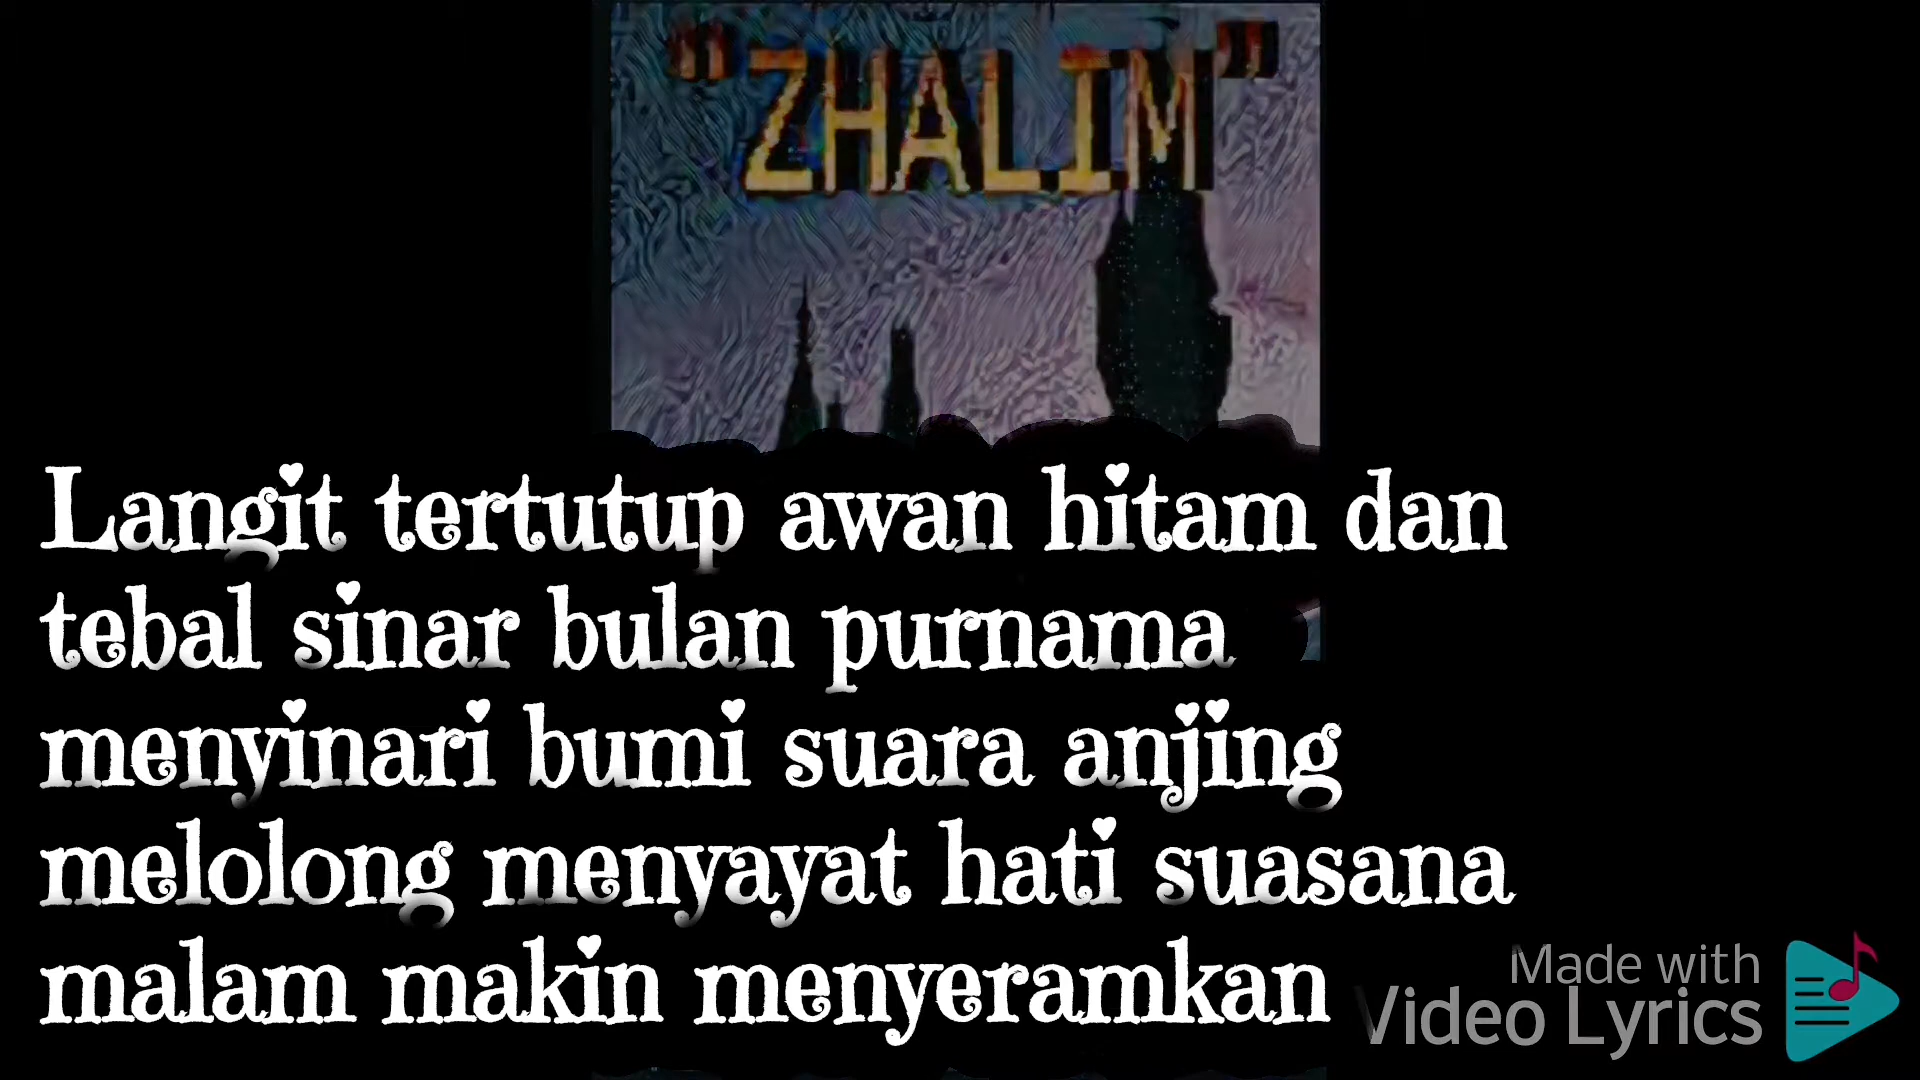 "ZHALIM"
Langit tertutup awan hitam dan
tebal sinar bulan purnama
menyinari bumi suara anjing
melolong menyayat hati suasana
malam makin menyeramkan
Made with
Video Lyrics